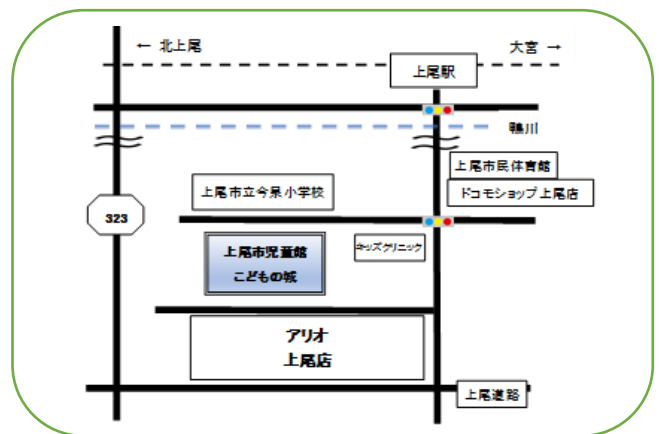 ← 北上尾
大宮 →
上尾駅
鴨川
上尾市民体育館
上尾市立今泉小学校
ドコモショップ上尾店
323
上尾市児童館
こどもの城
キッズクリニック
アリオ
上尾店
上尾道路